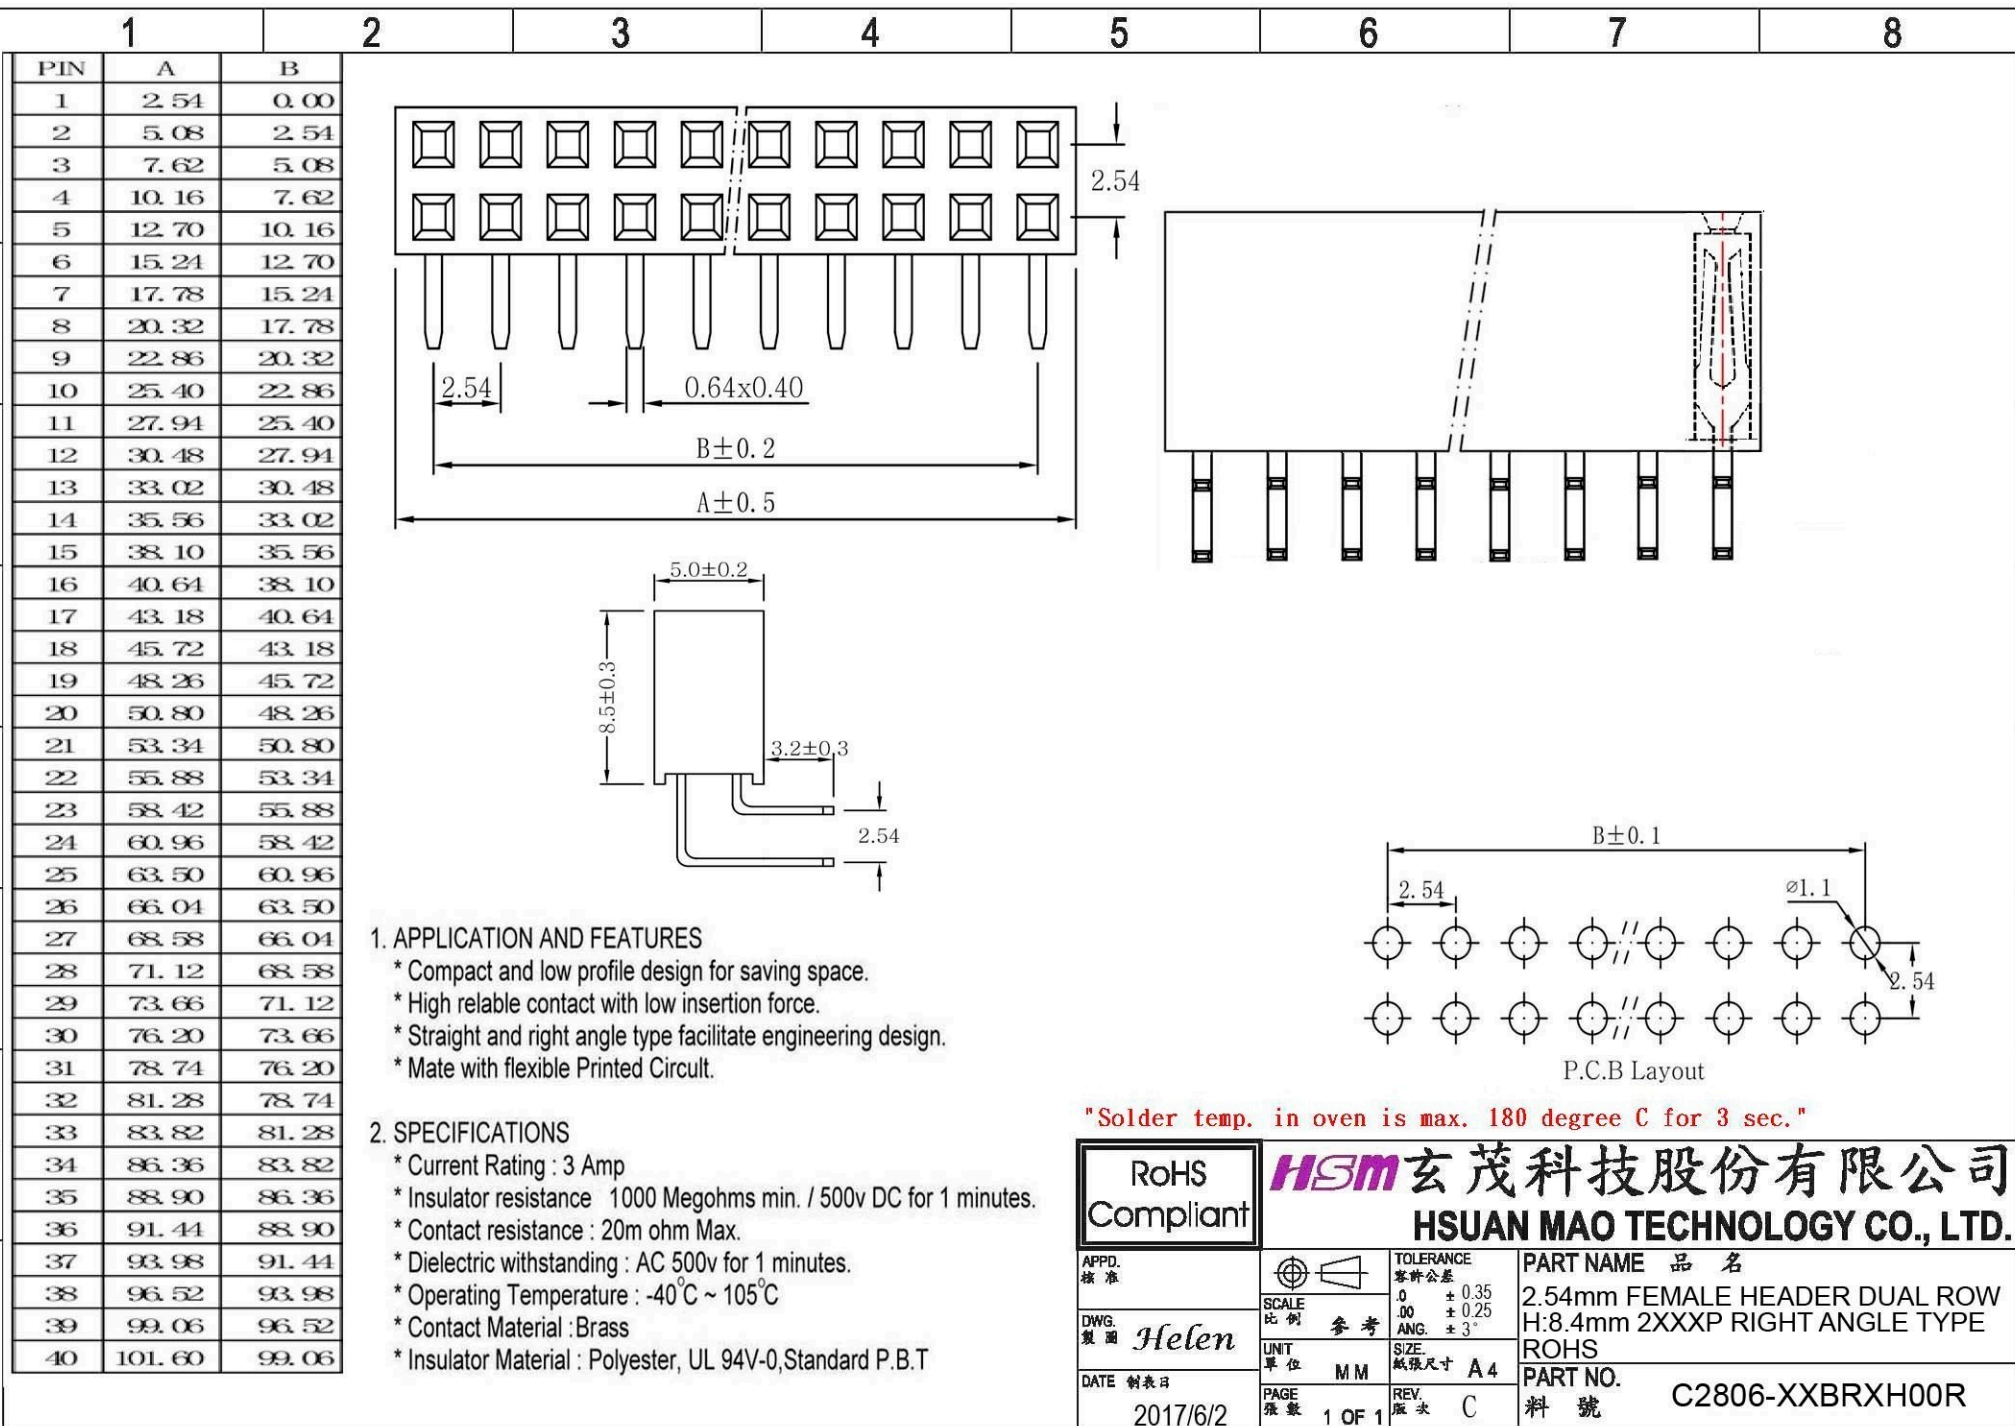 1 2 3 4 5 6 7 8
PIN A B
1 2.54 0.00
2 5.08 2.54
3 7.62 5.08
4 10.16 7.62
5 12.70 10.16
6 15.24 12.70
7 17.78 15.24
8 20.32 17.78
9 22.86 20.32
10 25.40 22.86
11 27.94 25.40
12 30.48 27.94
13 33.02 30.48
14 35.56 33.02
15 38.10 35.56
16 40.64 38.10
17 43.18 40.64
18 45.72 43.18
19 48.26 45.72
20 50.80 48.26
21 53.34 50.80
22 55.88 53.34
23 58.42 55.88
24 60.96 58.42
25 63.50 60.96
26 66.04 63.50
27 68.58 66.04
28 71.12 68.58
29 73.66 71.12
30 76.20 73.66
31 78.74 76.20
32 81.28 78.74
33 83.82 81.28
34 86.36 83.82
35 88.90 86.36
36 91.44 88.90
37 93.98 91.44
38 96.52 93.98
39 99.06 96.52
40 101.60 99.06
2.54
2.54
0.64x0.40
B±0.2
A±0.5
5.0±0.2
8.5±0.3
3.2±0.3
2.54
B±0.1
2.54
⌀1.1
2.54
P.C.B Layout
1. APPLICATION AND FEATURES
* Compact and low profile design for saving space.
* High relable contact with low insertion force.
* Straight and right angle type facilitate engineering design.
* Mate with flexible Printed Circult.
2. SPECIFICATIONS
* Current Rating : 3 Amp
* Insulator resistance 1000 Megohms min. / 500v DC for 1 minutes.
* Contact resistance : 20m ohm Max.
* Dielectric withstanding : AC 500v for 1 minutes.
* Operating Temperature : -40°C ~ 105°C
* Contact Material :Brass
* Insulator Material : Polyester, UL 94V-0,Standard P.B.T
"Solder temp. in oven is max. 180 degree C for 3 sec."
RoHS
Compliant
HSM 玄茂科技股份有限公司
HSUAN MAO TECHNOLOGY CO., LTD.
APPD.
核 准
DWG.
製 圖 Helen
DATE 制表日
2017/6/2
SCALE
比 例 參 考
UNIT
單 位 MM
PAGE
張 數 1 OF 1
TOLERANCE
容許公差
.0 ± 0.35
.00 ± 0.25
ANG. ± 3°
SIZE.
紙張尺寸 A4
REV.
版 次 C
PART NAME 品 名
2.54mm FEMALE HEADER DUAL ROW
H:8.4mm 2XXXP RIGHT ANGLE TYPE
ROHS
PART NO.
料 號 C2806-XXBRXH00R